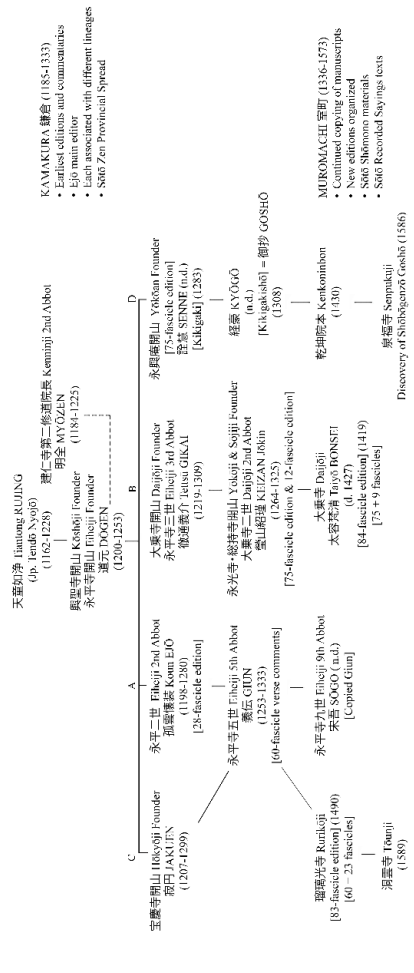 天童如浄 Tiantong RUJING
(Jp. Tendō Nyojō)
(1162-1228)
建仁寺第二修道院長 Kenninji 2nd Abbot
明全 MYŌZEN
(1184-1225)
興聖寺開山 Kōshōji Founder
永平寺開山 Eiheiji Founder
道元 DŌGEN
(1200-1253)
KAMAKURA 鎌倉 (1185-1333)
• Earliest editions and commentaries
• Ejō main editor
• Each associated with different lineages
• Sōtō Zen Provincial Spread
C
宝慶寺開山 Hōkyōji Founder
寂円 JAKUEN
(1207-1299)
A
永平二世 Eiheiji 2nd Abbot
孤雲懐奘 Koun EJŌ
(1198-1280)
[28-fascicle edition]
B
大乗寺開山 Daijōji Founder
永平寺三世 Eiheiji 3rd Abbot
徹通義介 Tettsū GIKAI
(1219-1309)
D
永興庵開山 Yōkōan Founder
[75-fascicle edition]
詮慧 SENNE (n.d.)
[Kikigaki] (1283)
永平寺五世 Eiheiji 5th Abbot
義伝 GIUN
(1253-1333)
[60-fascicle verse comments]
永光寺・総持寺開山 Yōkōji & Sōjiji Founder
大乗寺二世 Daijōji 2nd Abbot
瑩山紹瑾 KEIZAN Jōkin
(1264-1325)
[75-fascicle edition & 12-fascicle edition]
経豪 KYŌGŌ
(n.d.)
[Kikigakishō] = 御抄 GOSHŌ
(1308)
MUROMACHI 室町 (1336-1573)
• Continued copying of manuscripts
• New editions organized
• Sōtō Shōmono materials
• Sōtō Recorded Sayings texts
瑠璃光寺 Rurikōji
[83-fascicle edition] (1490)
[60 – 23 fascicles]
永平寺九世 Eiheiji 9th Abbot
宋吾 SŌGO (n.d.)
[Copied Giun]
大乗寺 Daijōji
太容梵清 Taiyō BONSEI
(d. 1427)
[84-fascicle edition] (1419)
[75 + 9 fascicles]
乾坤院本 Kenkoninbon
(1430)
洞雲寺 Tōunji
(1589)
泉福寺 Senpukuji
Discovery of Shōbōgenzō Goshō (1586)